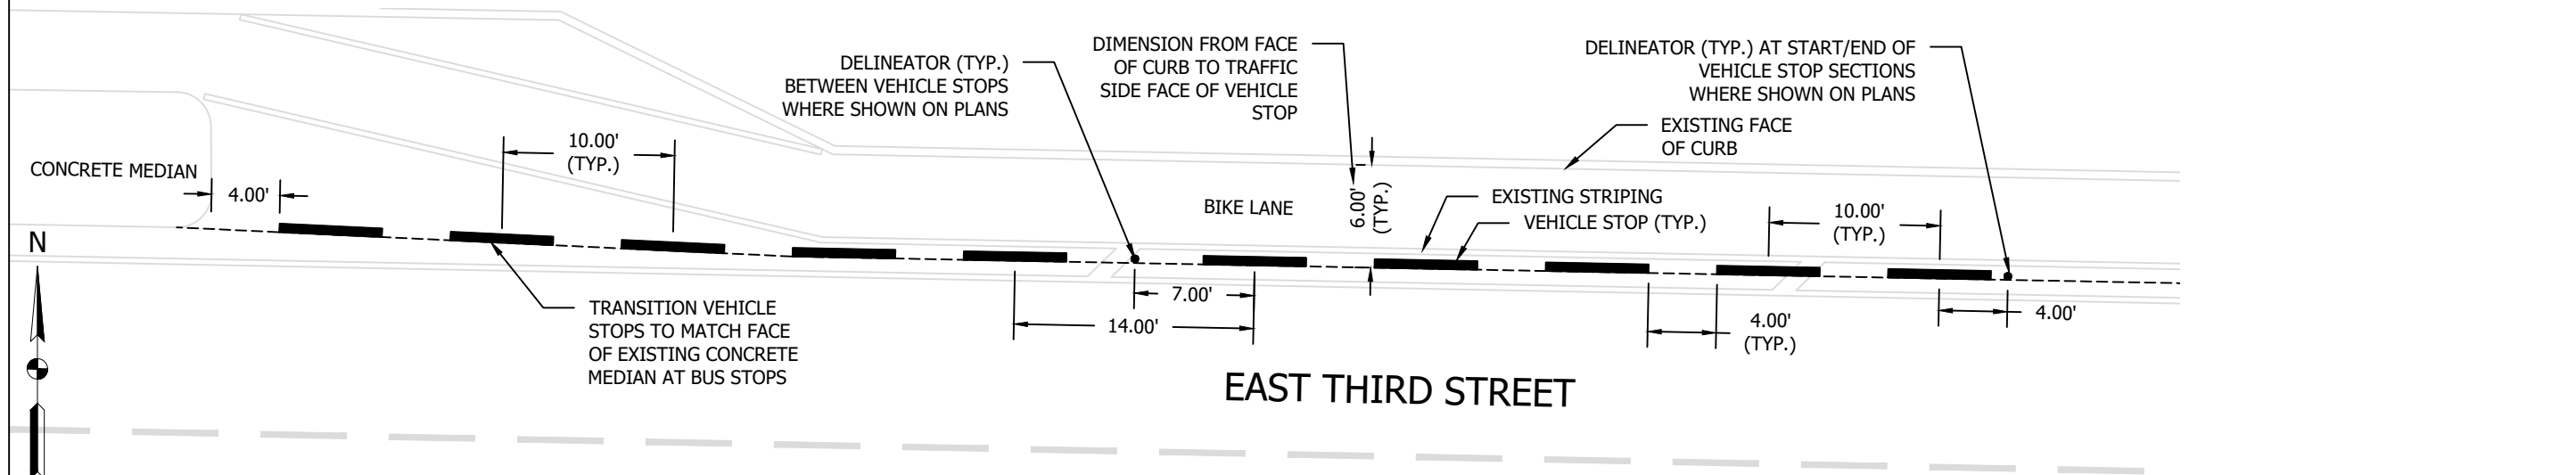 DELINEATOR (TYP.)
BETWEEN VEHICLE STOPS
WHERE SHOWN ON PLANS
DIMENSION FROM FACE
OF CURB TO TRAFFIC
SIDE FACE OF VEHICLE
STOP
DELINEATOR (TYP.) AT START/END OF
VEHICLE STOP SECTIONS
WHERE SHOWN ON PLANS
EXISTING FACE
OF CURB
10.00'
(TYP.)
CONCRETE MEDIAN
4.00'
BIKE LANE
6.00'
(TYP.)
EXISTING STRIPING
VEHICLE STOP (TYP.)
10.00'
(TYP.)
N
TRANSITION VEHICLE
STOPS TO MATCH FACE
OF EXISTING CONCRETE
MEDIAN AT BUS STOPS
7.00'
14.00'
4.00'
(TYP.)
4.00'
EAST THIRD STREET